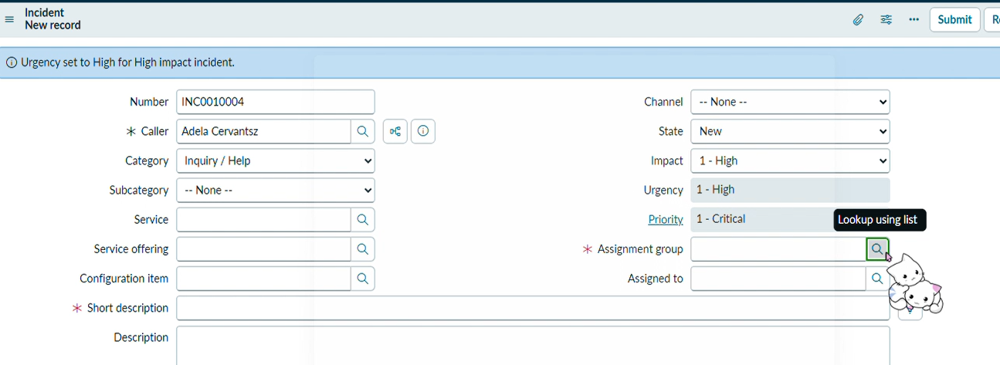 Incident
New record
Submit
Urgency set to High for High impact incident.
Number INC0010004
Channel -- None --
* Caller Adela Cervantsz
State New
Category Inquiry / Help
Impact 1 - High
Subcategory -- None --
Urgency 1 - High
Service
Priority 1 - Critical
Lookup using list
Service offering
* Assignment group
Configuration item
Assigned to
* Short description
Description